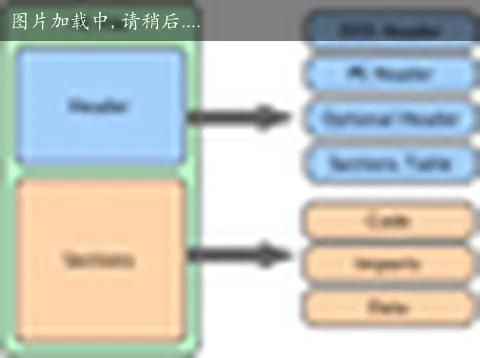 图片加载中,请稍后....
DOS Header
Header
PE Header
Optional Header
Sections Table
Code
Sections
Imports
Data